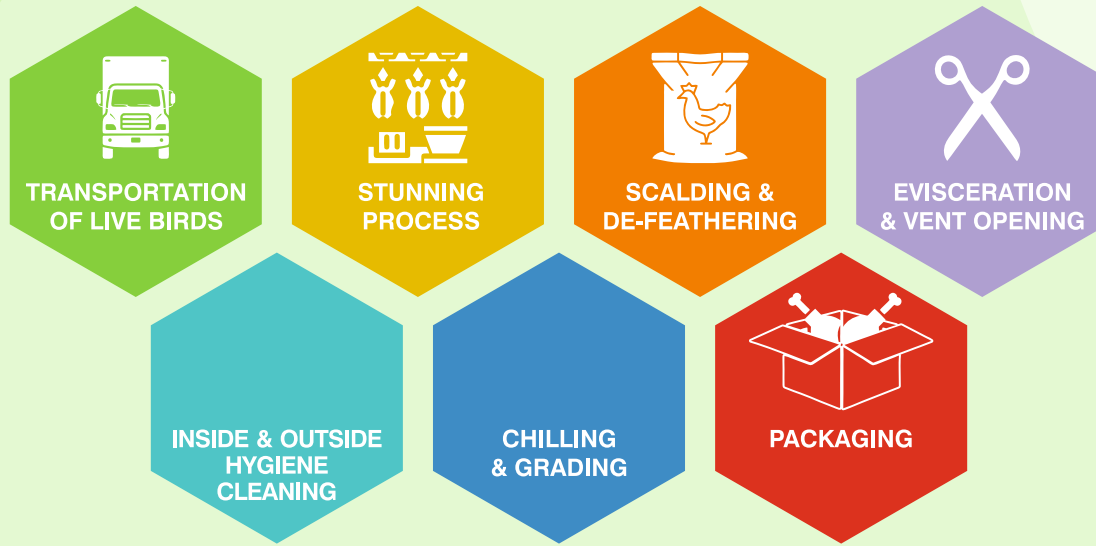 TRANSPORTATION
OF LIVE BIRDS
STUNNING
PROCESS
SCALDING &
DE-FEATHERING
EVISCERATION
& VENT OPENING
INSIDE & OUTSIDE
HYGIENE
CLEANING
CHILLING
& GRADING
PACKAGING